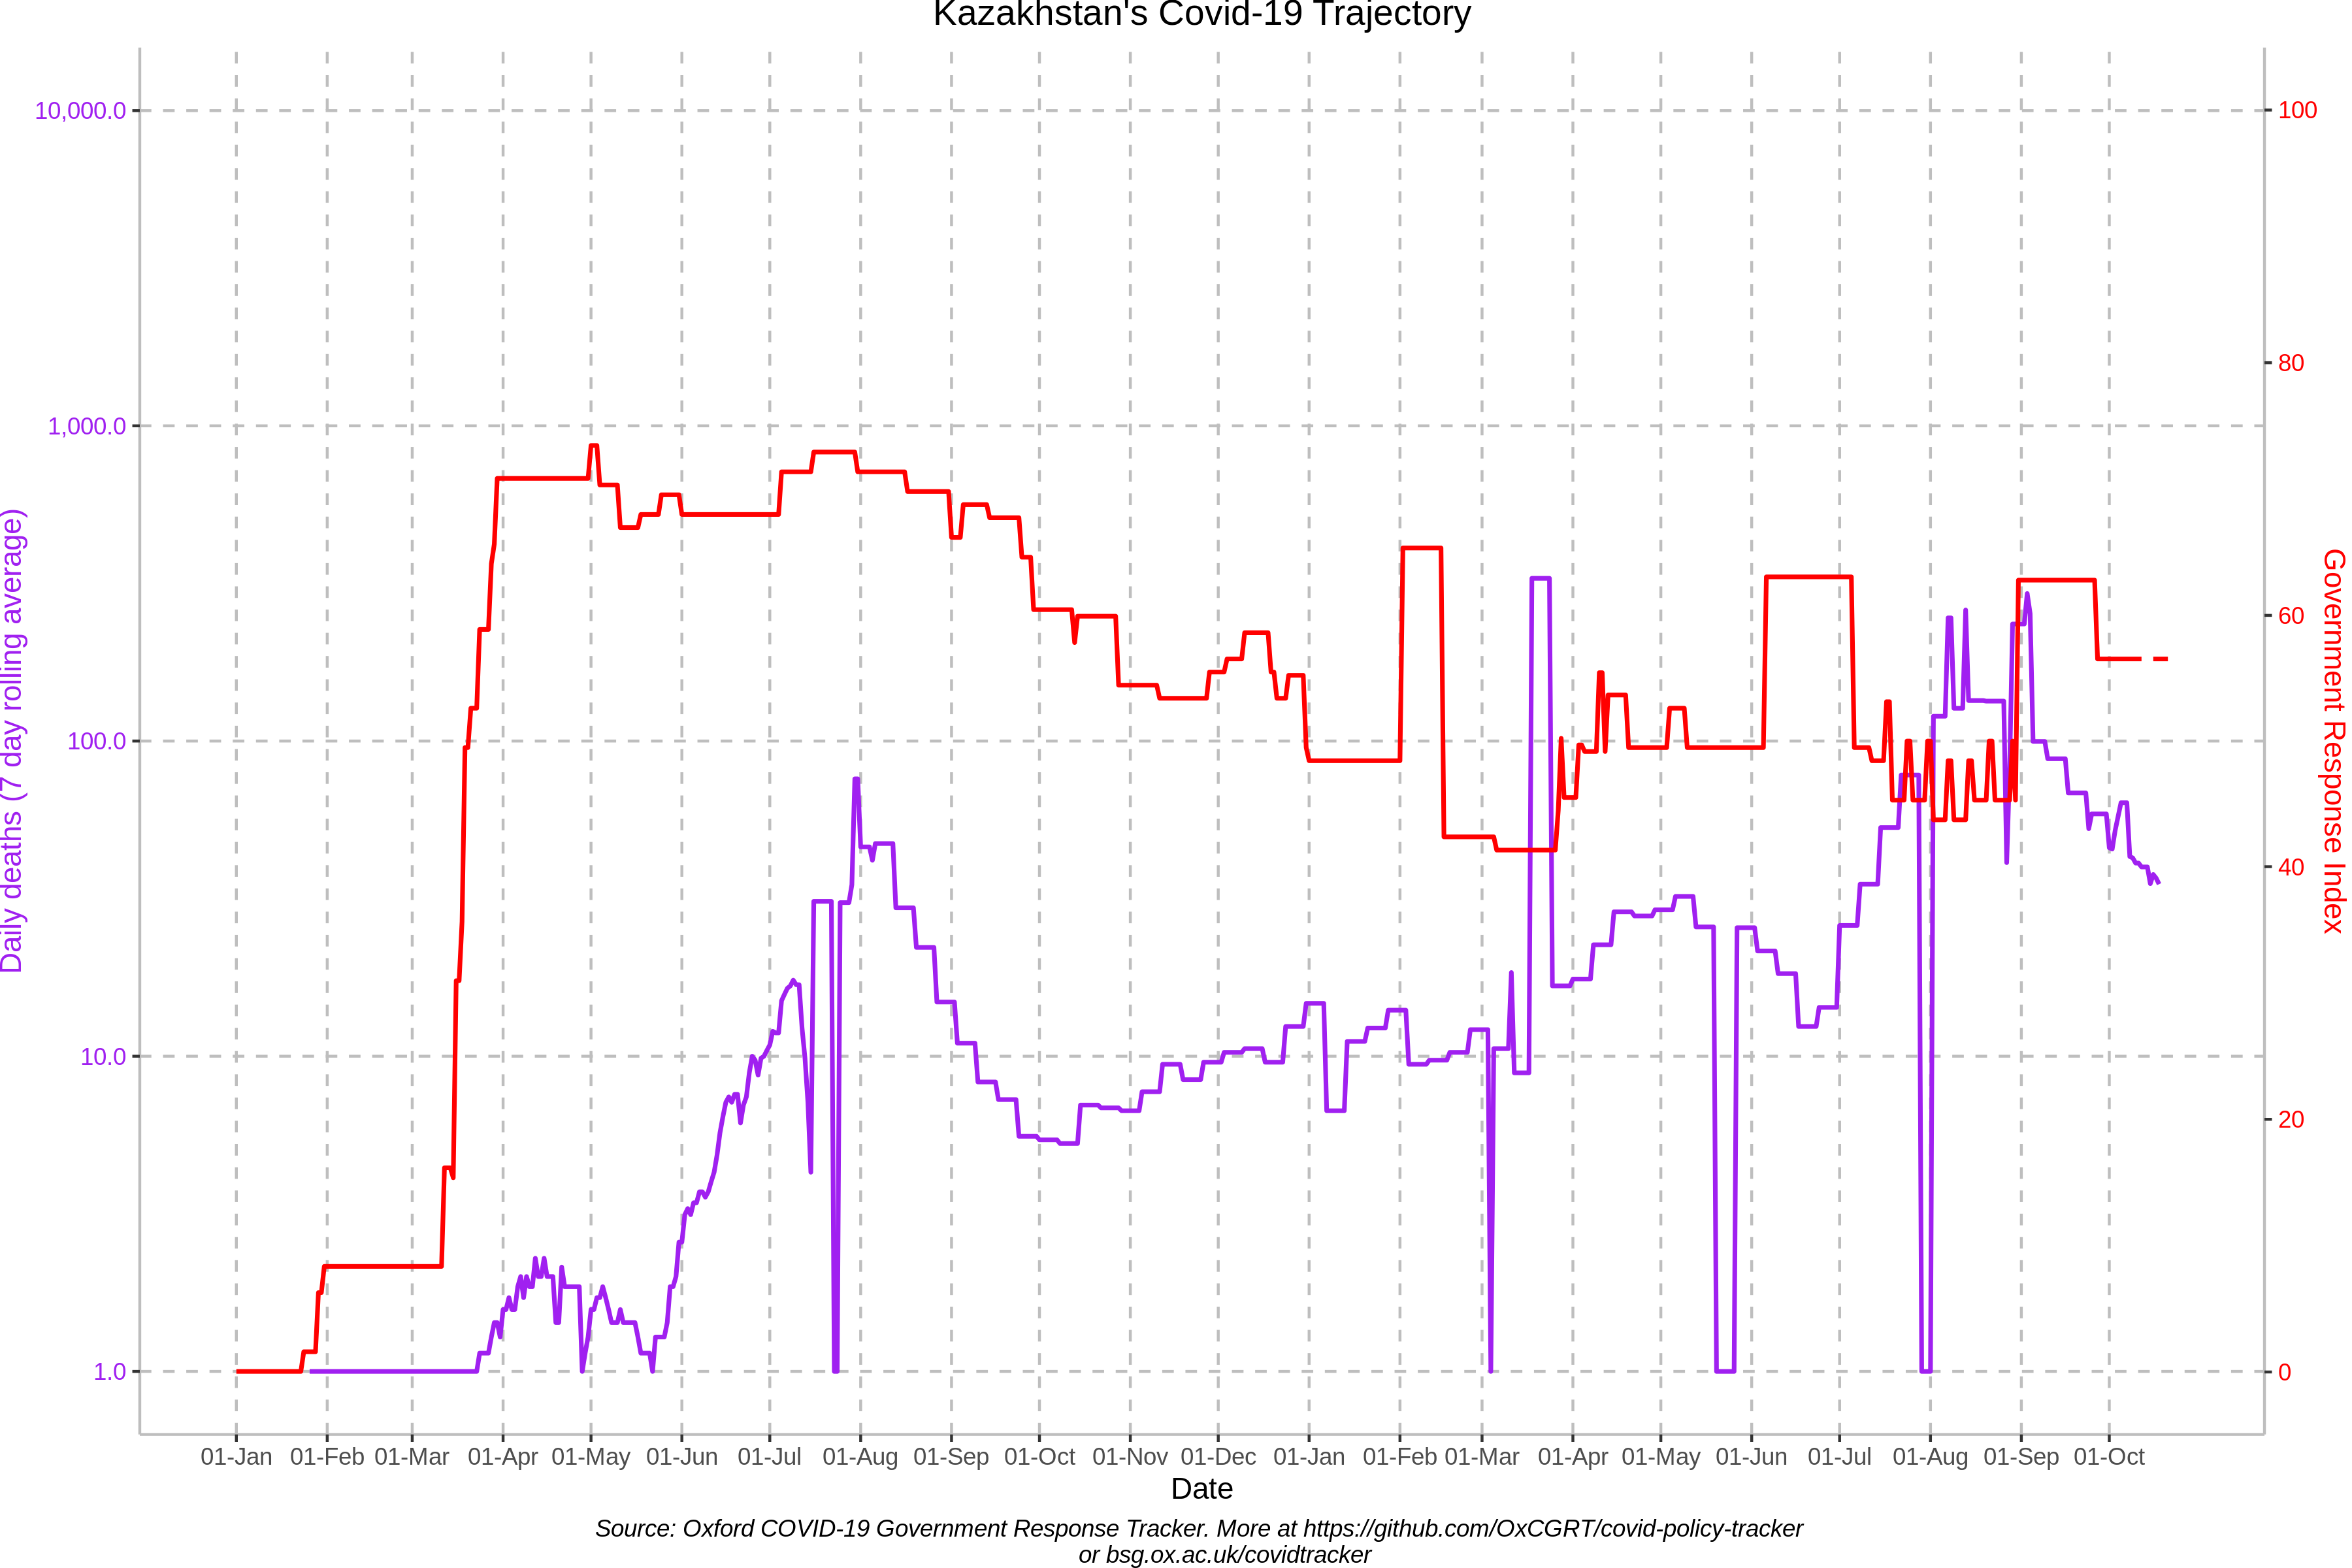 Kazakhstan's Covid-19 Trajectory
10,000.0
1,000.0
100.0
10.0
1.0
Daily deaths (7 day rolling average)
100
80
60
40
20
0
Government Response Index
01-Jan 01-Feb 01-Mar 01-Apr 01-May 01-Jun 01-Jul 01-Aug 01-Sep 01-Oct 01-Nov 01-Dec 01-Jan 01-Feb 01-Mar 01-Apr 01-May 01-Jun 01-Jul 01-Aug 01-Sep 01-Oct
Date
Source: Oxford COVID-19 Government Response Tracker. More at https://github.com/OxCGRT/covid-policy-tracker
or bsg.ox.ac.uk/covidtracker